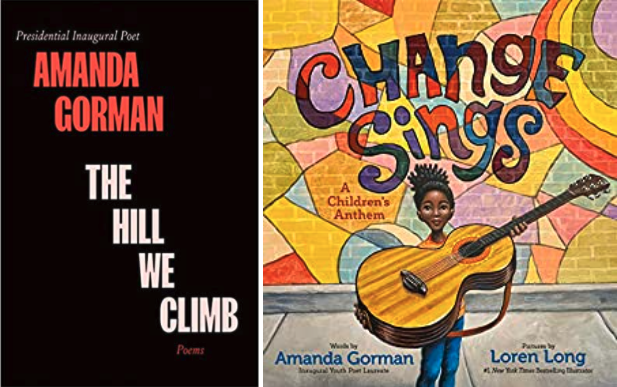 Presidential Inaugural Poet
AMANDA
GORMAN
THE
HILL
WE
CLIMB
Poems
CHANGE
Sings
A
Children's
Anthem
Words by
Amanda Gorman
Inaugural Youth Poet Laureate
Pictures by
Loren Long
#1 New York Times Bestselling Illustrator